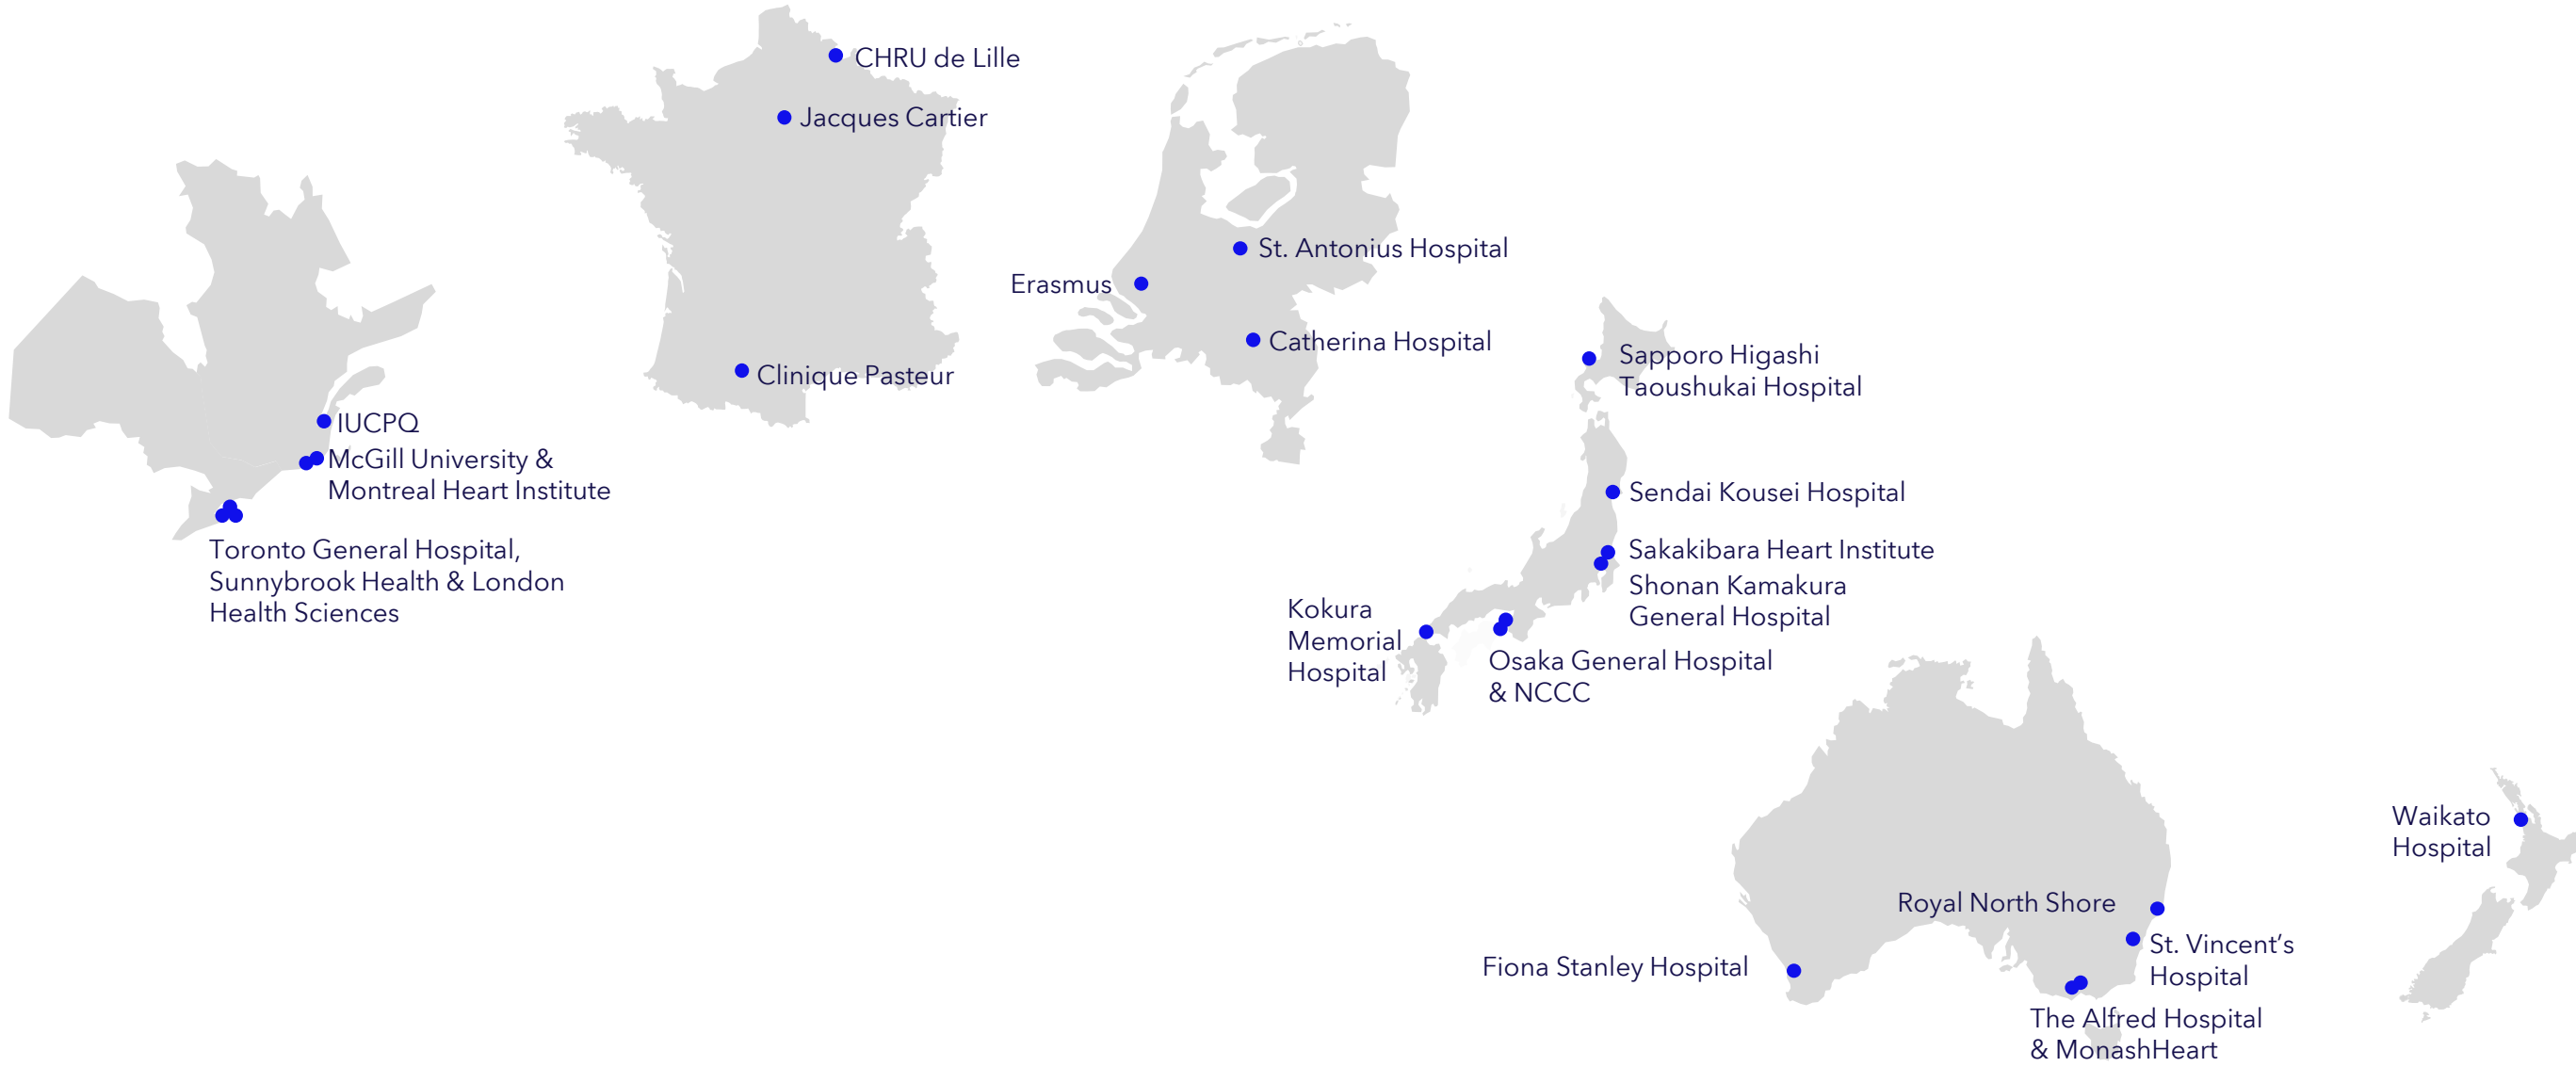 CHRU de Lille
Jacques Cartier
Clinique Pasteur
IUCPQ
McGill University &
Montreal Heart Institute
Toronto General Hospital,
Sunnybrook Health & London
Health Sciences
St. Antonius Hospital
Erasmus
Catherina Hospital
Sapporo Higashi
Taoushukai Hospital
Sendai Kousei Hospital
Sakakibara Heart Institute
Shonan Kamakura
General Hospital
Kokura
Memorial
Hospital
Osaka General Hospital
& NCCC
Waikato
Hospital
Royal North Shore
St. Vincent’s
Hospital
Fiona Stanley Hospital
The Alfred Hospital
& MonashHeart